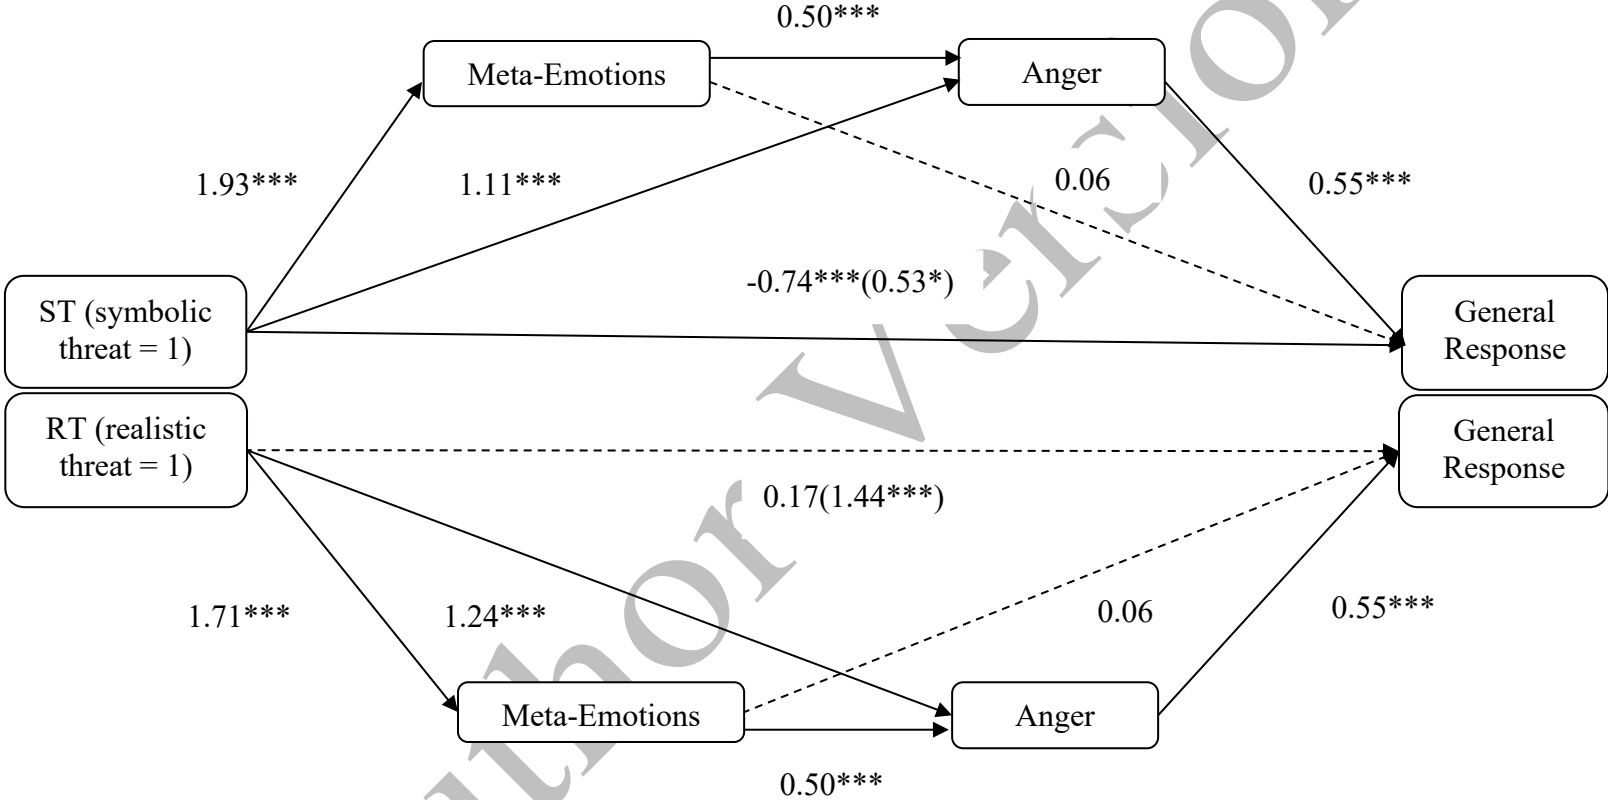 0.50***
Meta-Emotions
Anger
1.93***
1.11***
0.06
0.55***
-0.74***(0.53*)
ST (symbolic
threat = 1)
General
Response
RT (realistic
threat = 1)
General
Response
0.17(1.44***)
1.71***
1.24***
0.06
0.55***
Meta-Emotions
Anger
0.50***
uthor Version